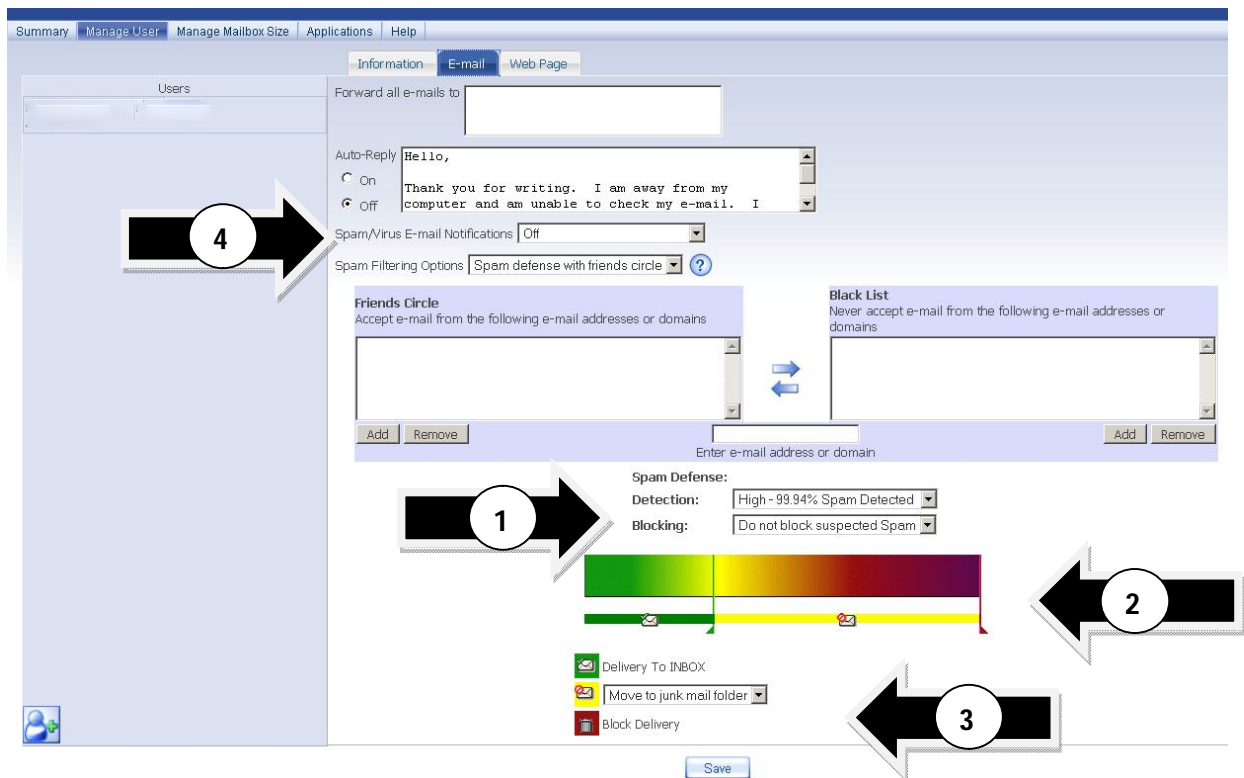 Summary Manage User Manage Mailbox Size Applications Help
Information E-mail Web Page
Users
Forward all e-mails to
Auto-Reply
On
Off
Hello,
Thank you for writing. I am away from my
computer and am unable to check my e-mail. I
4
Spam/Virus E-mail Notifications Off
Spam Filtering Options Spam defense with friends circle ?
Friends Circle
Accept e-mail from the following e-mail addresses or domains
Black List
Never accept e-mail from the following e-mail addresses or
domains
Add Remove
Enter e-mail address or domain
Add Remove
1
Spam Defense:
Detection: High - 99.94% Spam Detected
Blocking: Do not block suspected Spam
2
Delivery To INBOX
Move to junk mail folder
Block Delivery
3
Save